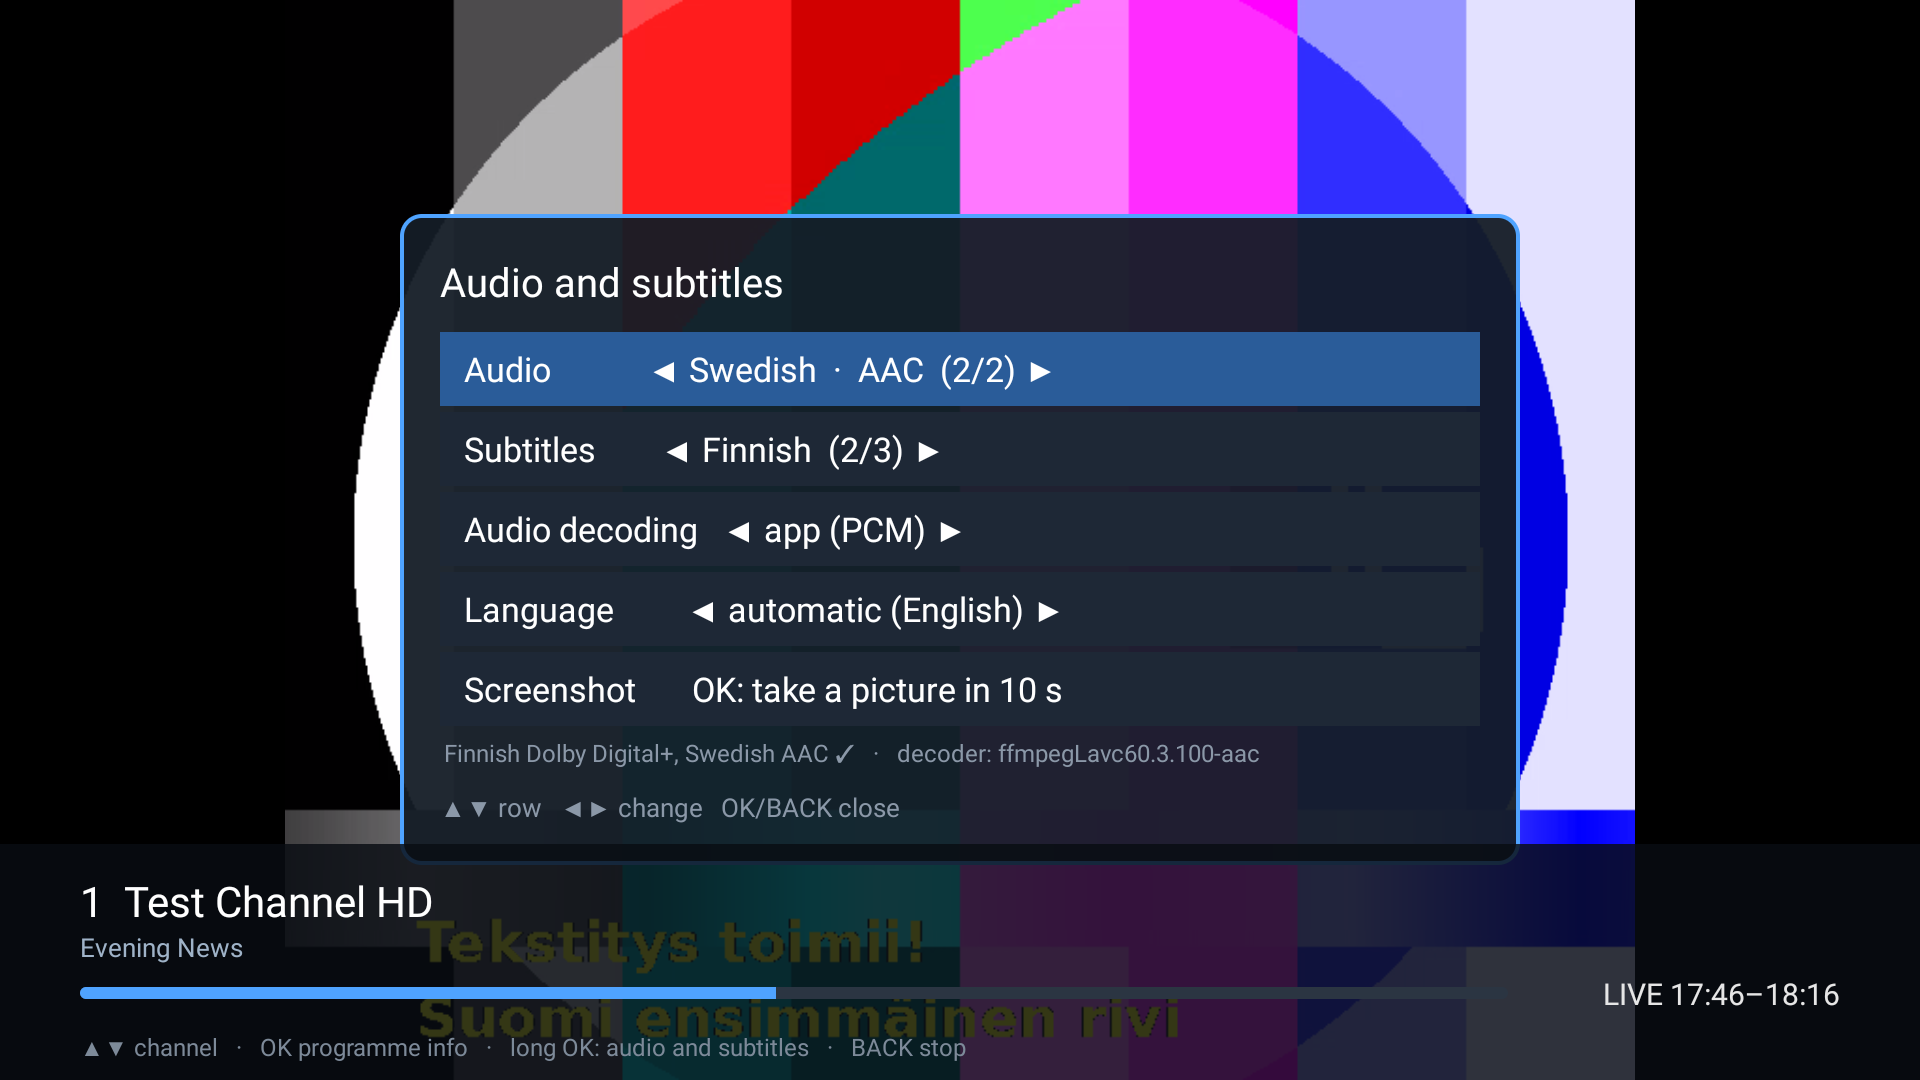 Audio and subtitles
Audio ◀ Swedish · AAC (2/2) ▶
Subtitles ◀ Finnish (2/3) ▶
Audio decoding ◀ app (PCM) ▶
Language ◀ automatic (English) ▶
Screenshot OK: take a picture in 10 s
Finnish Dolby Digital+, Swedish AAC ✓ · decoder: ffmpegLavc60.3.100-aac
▲▼ row ◀▶ change OK/BACK close
1 Test Channel HD
Tekstitys toimii!
Evening News
LIVE 17:46–18:16
Suomi ensimmäinen rivi
▲▼ channel · OK programme info · long OK: audio and subtitles · BACK stop